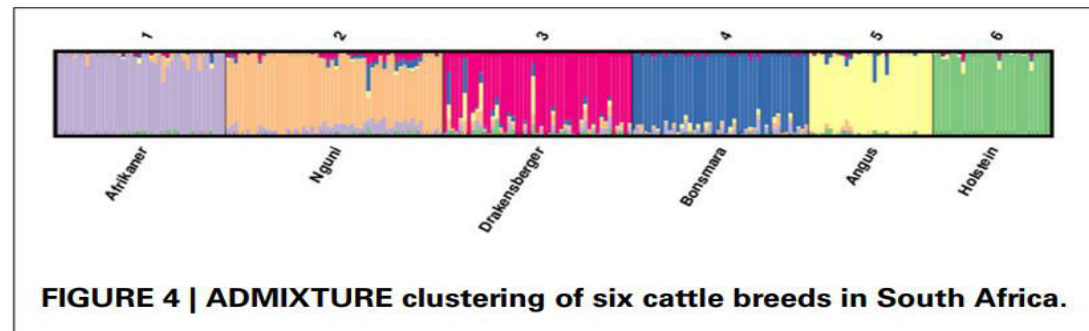 1 2 3 4 5 6
Afrikaner Nguni Drakensberger Bonsmara Angus Holstein
FIGURE 4 | ADMIXTURE clustering of six cattle breeds in South Africa.